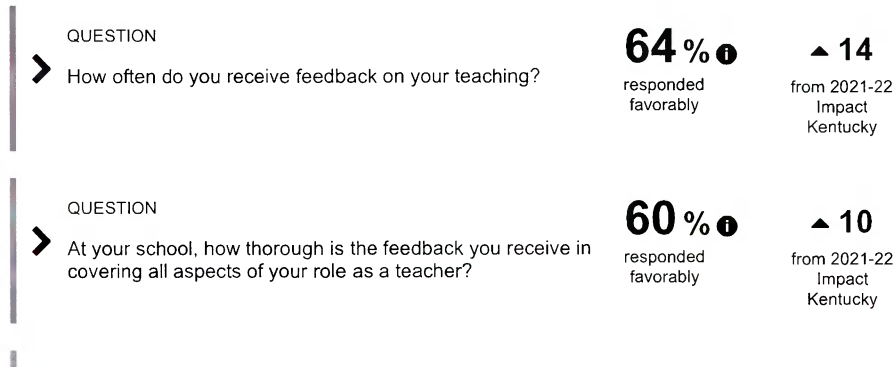 QUESTION
How often do you receive feedback on your teaching?
64 %
responded
favorably
▲ 14
from 2021-22
Impact
Kentucky
QUESTION
At your school, how thorough is the feedback you receive in
covering all aspects of your role as a teacher?
60 %
responded
favorably
▲ 10
from 2021-22
Impact
Kentucky